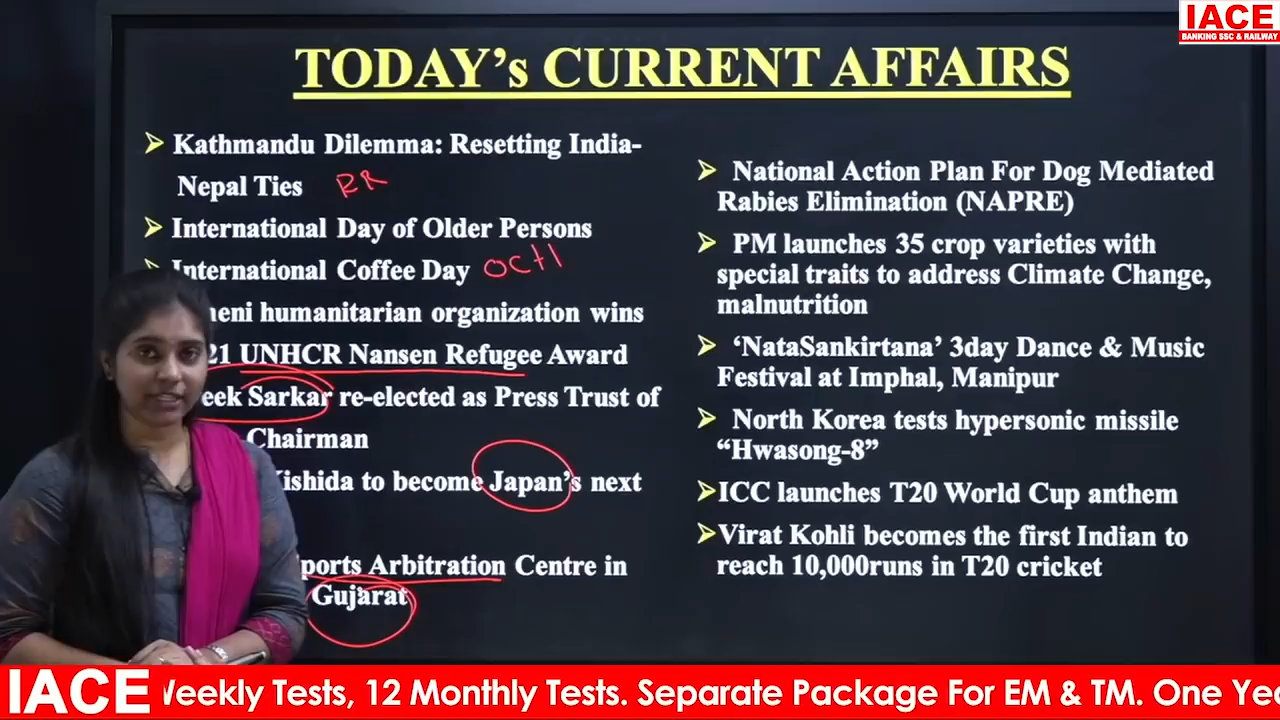 IACE
BANKING SSC & RAILWAY
TODAY's CURRENT AFFAIRS
Kathmandu Dilemma: Resetting India-
Nepal Ties RR
International Day of Older Persons
International Coffee Day OCT 1
humanitarian organization wins
UNHCR Nansen Refugee Award
Sarkar re-elected as Press Trust of
Chairman
Kishida to become Japan's next
Arbitration Centre in
Gujarat
National Action Plan For Dog Mediated
Rabies Elimination (NAPRE)
PM launches 35 crop varieties with
special traits to address Climate Change,
malnutrition
‘NataSankirtana’ 3day Dance & Music
Festival at Imphal, Manipur
North Korea tests hypersonic missile
“Hwasong-8”
ICC launches T20 World Cup anthem
Virat Kohli becomes the first Indian to
reach 10,000runs in T20 cricket
IACE Weekly Tests, 12 Monthly Tests. Separate Package For EM & TM. One